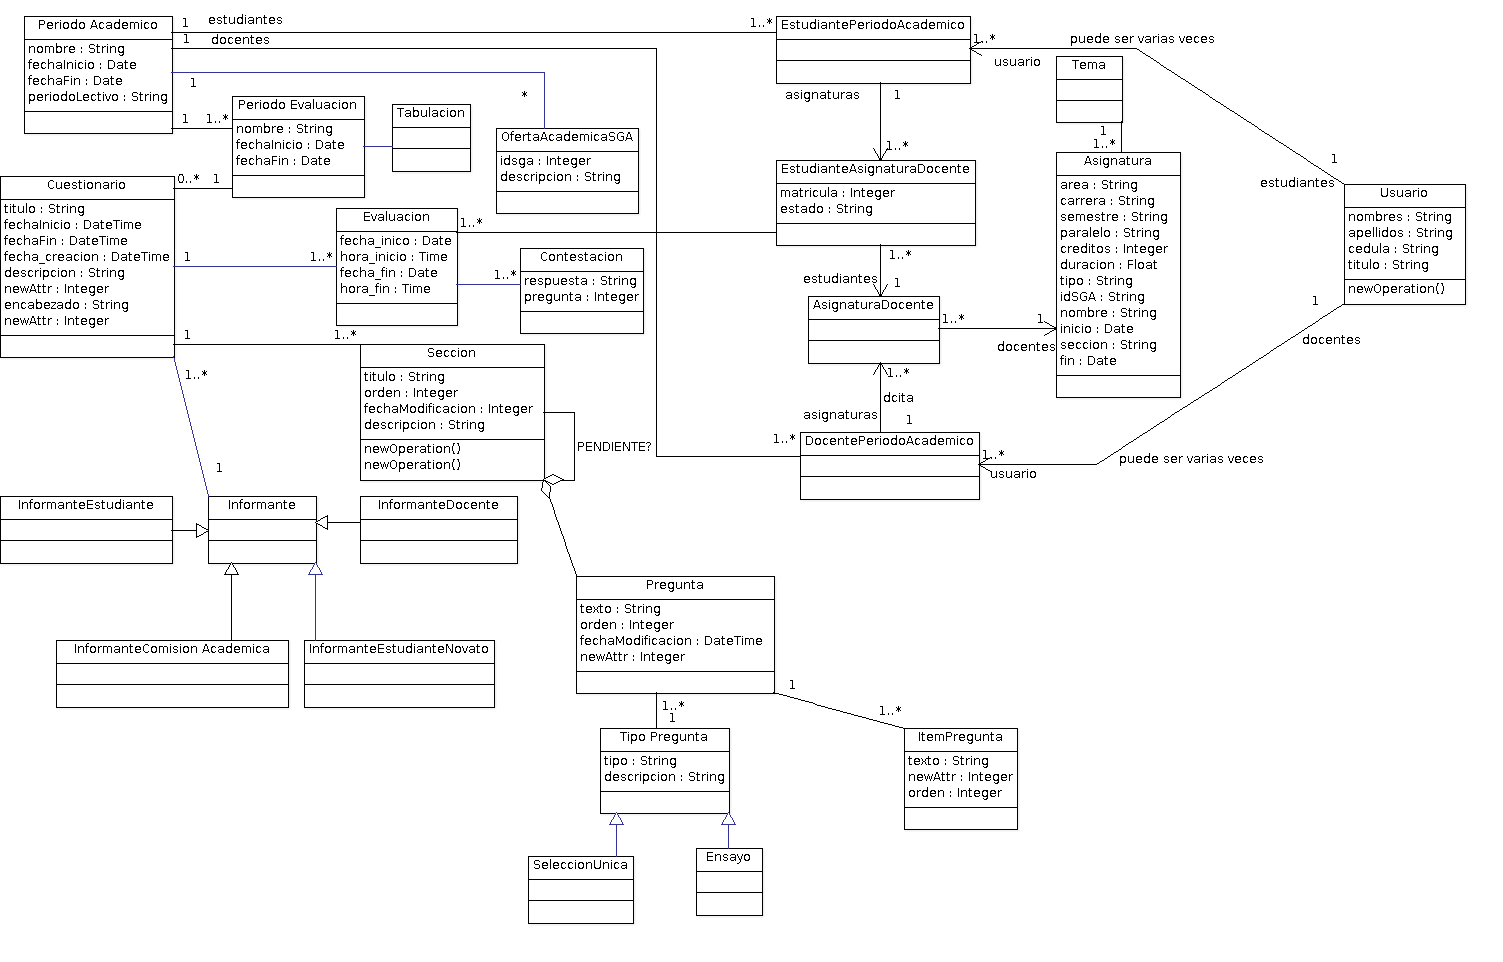 Periodo Academico
nombre : String
fechaInicio : Date
fechaFin : Date
periodoLectivo : String
1
estudiantes
1..*
1
docentes
1
*
1
1..*
EstudiantePeriodoAcademico
1..*
usuario
puede ser varias veces
asignaturas
1
1..*
Tema
1
1..*
Periodo Evaluacion
nombre : String
fechaInicio : Date
fechaFin : Date
Tabulacion
OfertaAcademicaSGA
idsga : Integer
descripcion : String
EstudianteAsignaturaDocente
matricula : Integer
estado : String
Asignatura
area : String
carrera : String
semestre : String
paralelo : String
creditos : Integer
duracion : Float
tipo : String
idSGA : String
nombre : String
inicio : Date
seccion : String
fin : Date
1
estudiantes
Usuario
nombres : String
apellidos : String
cedula : String
titulo : String
newOperation()
1
docentes
Cuestionario
titulo : String
fechaInicio : DateTime
fechaFin : DateTime
fecha_creacion : DateTime
descripcion : String
newAttr : Integer
encabezado : String
newAttr : Integer
0..*
1
1
1..*
Evaluacion
fecha_inico : Date
hora_inicio : Time
fecha_fin : Date
hora_fin : Time
1..*
1..*
Contestacion
respuesta : String
pregunta : Integer
1..*
estudiantes
1
AsignaturaDocente
1..*
1
docentes
1..*
dcita
asignaturas
1
1..*
DocentePeriodoAcademico
1..*
usuario
puede ser varias veces
1
1..*
Seccion
titulo : String
orden : Integer
fechaModificacion : Integer
descripcion : String
newOperation()
newOperation()
PENDIENTE?
1..*
1
InformanteEstudiante
Informante
InformanteDocente
InformanteComision Academica
InformanteEstudianteNovato
Pregunta
texto : String
orden : Integer
fechaModificacion : DateTime
newAttr : Integer
1..*
1
1
1..*
Tipo Pregunta
tipo : String
descripcion : String
ItemPregunta
texto : String
newAttr : Integer
orden : Integer
SeleccionUnica
Ensayo